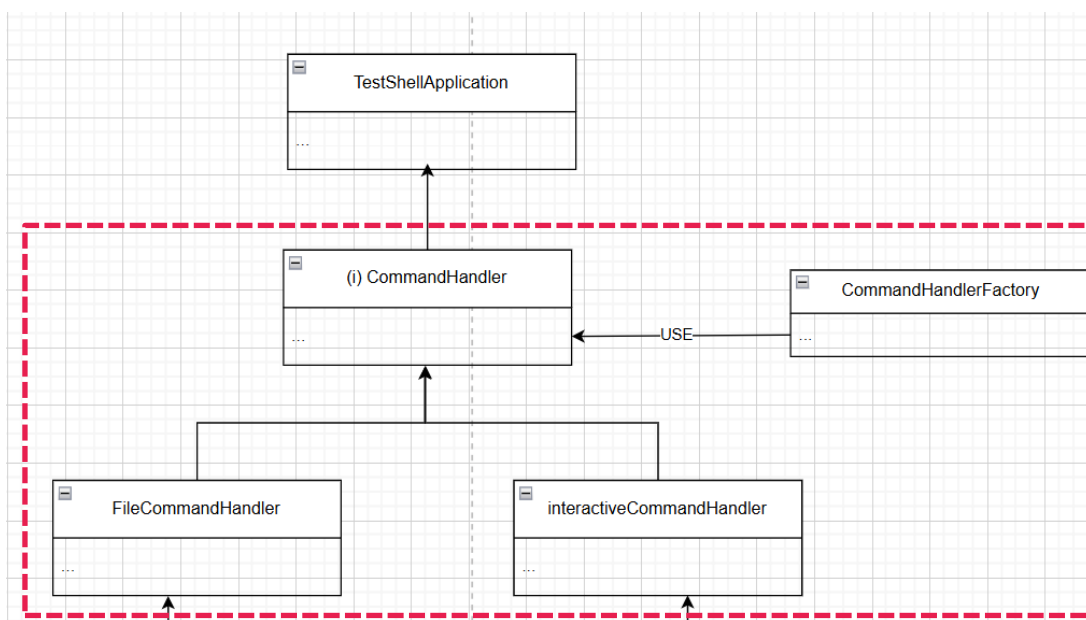 TestShellApplication
...
(i) CommandHandler
...
CommandHandlerFactory
...
USE
FileCommandHandler
...
interactiveCommandHandler
...